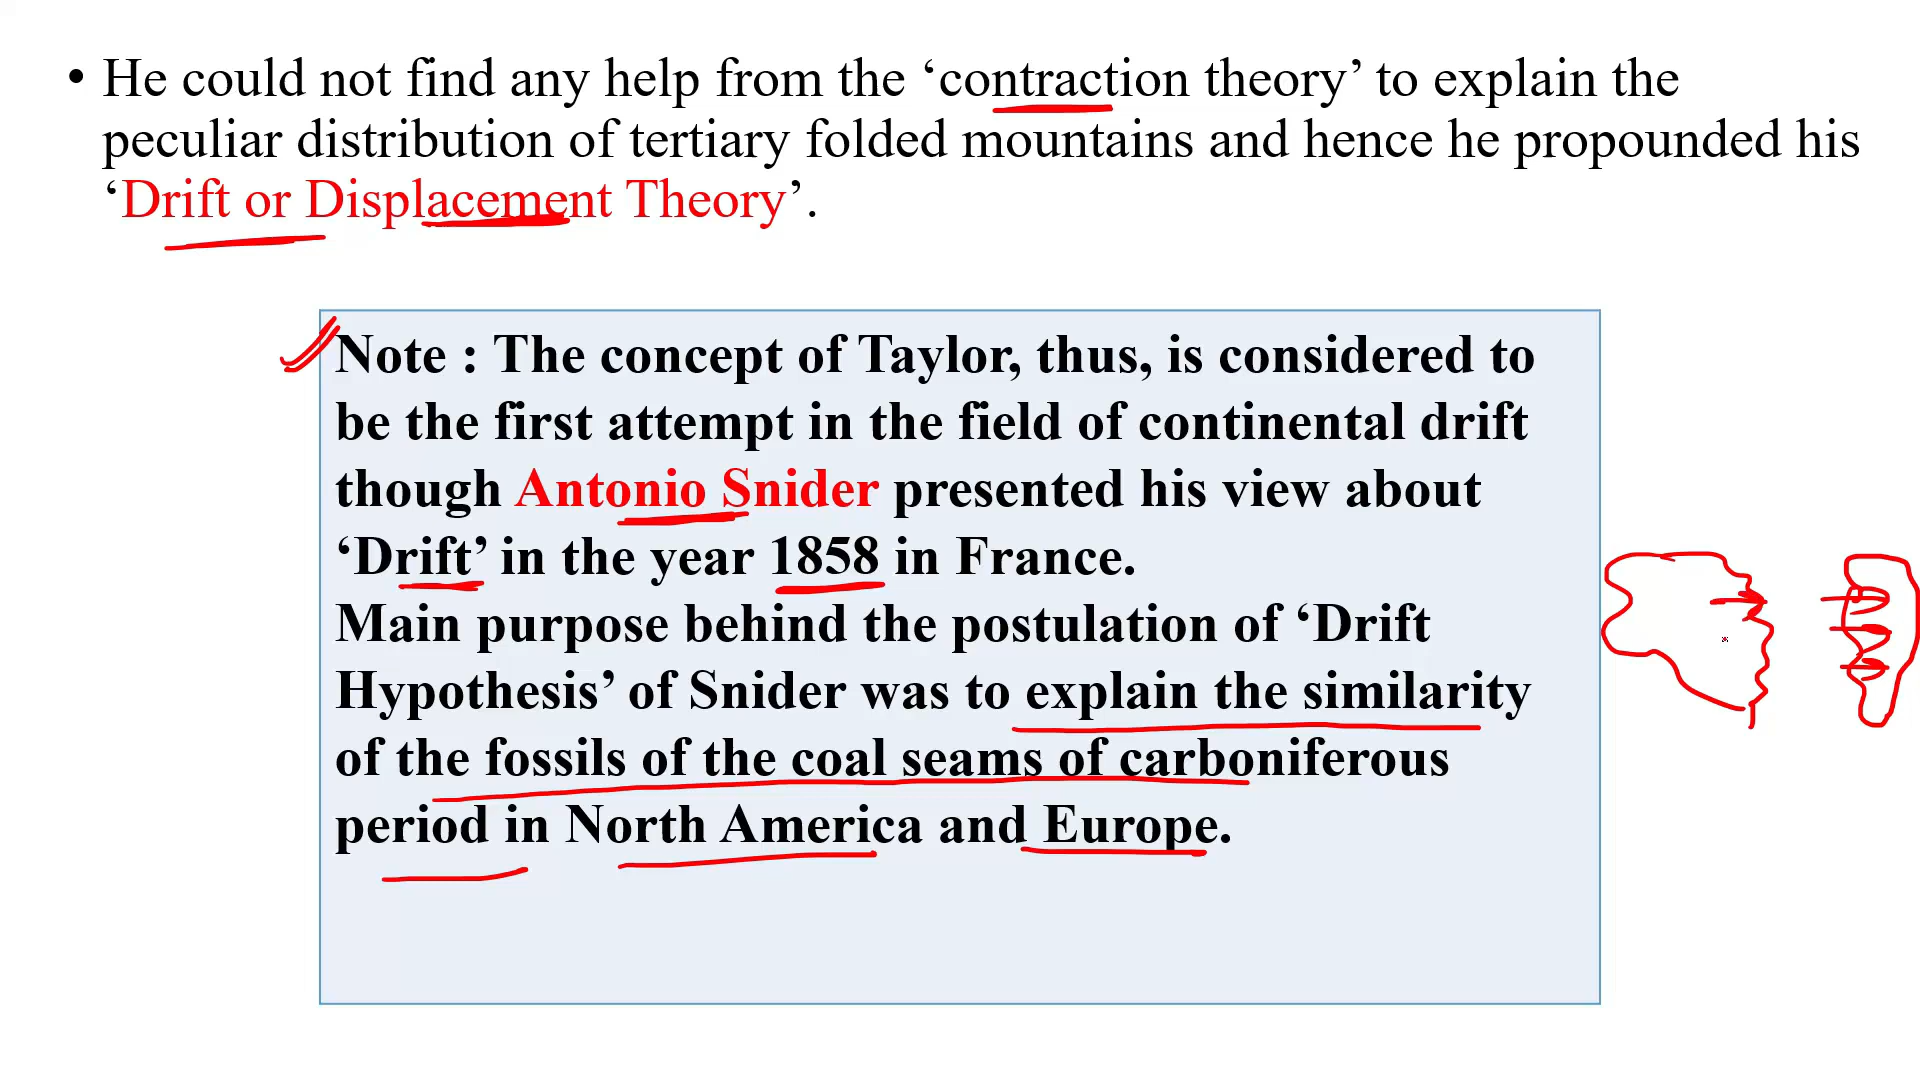 • He could not find any help from the ‘contraction theory’ to explain the
peculiar distribution of tertiary folded mountains and hence he propounded his
‘Drift or Displacement Theory’.
Note : The concept of Taylor, thus, is considered to
be the first attempt in the field of continental drift
though Antonio Snider presented his view about
‘Drift’ in the year 1858 in France.
Main purpose behind the postulation of ‘Drift
Hypothesis’ of Snider was to explain the similarity
of the fossils of the coal seams of carboniferous
period in North America and Europe.